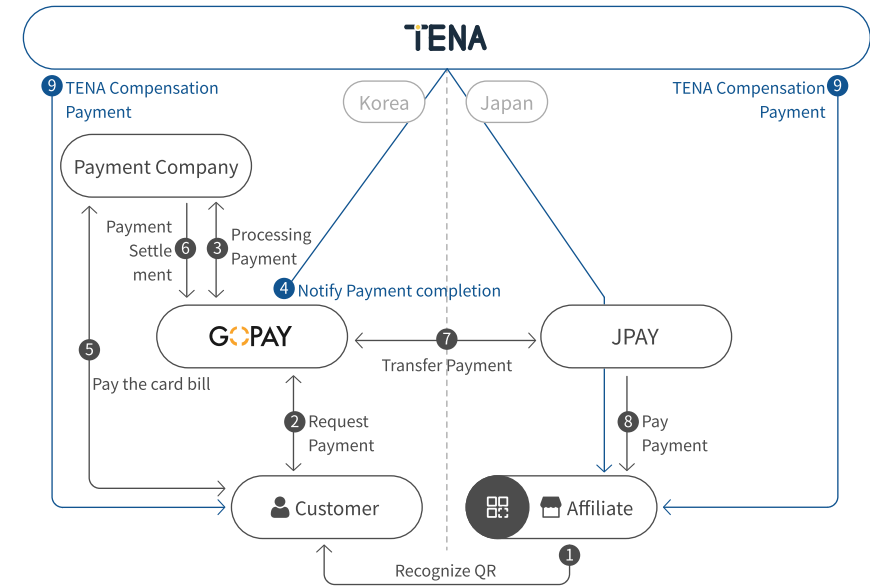 TENA
9 TENA Compensation
Payment
Korea
Japan
TENA Compensation 9
Payment
Payment Company
Payment
Settle
ment
6
3
Processing
Payment
4 Notify Payment completion
GOPAY
7
Transfer Payment
JPAY
5
Pay the card bill
2 Request
Payment
8 Pay
Payment
Customer
Affiliate
1
Recognize QR